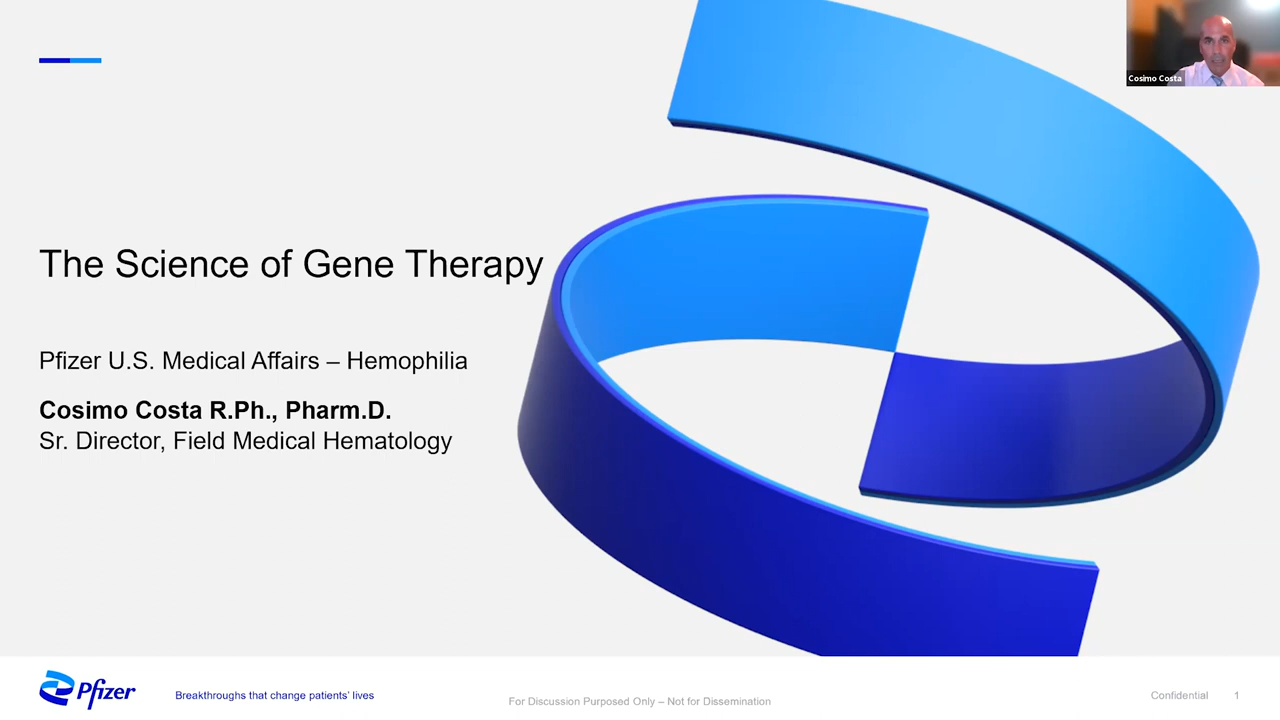 Cosimo Costa
The Science of Gene Therapy
Pfizer U.S. Medical Affairs – Hemophilia
Cosimo Costa R.Ph., Pharm.D.
Sr. Director, Field Medical Hematology
Pfizer
Breakthroughs that change patients' lives
For Discussion Purposed Only – Not for Dissemination
Confidential
1